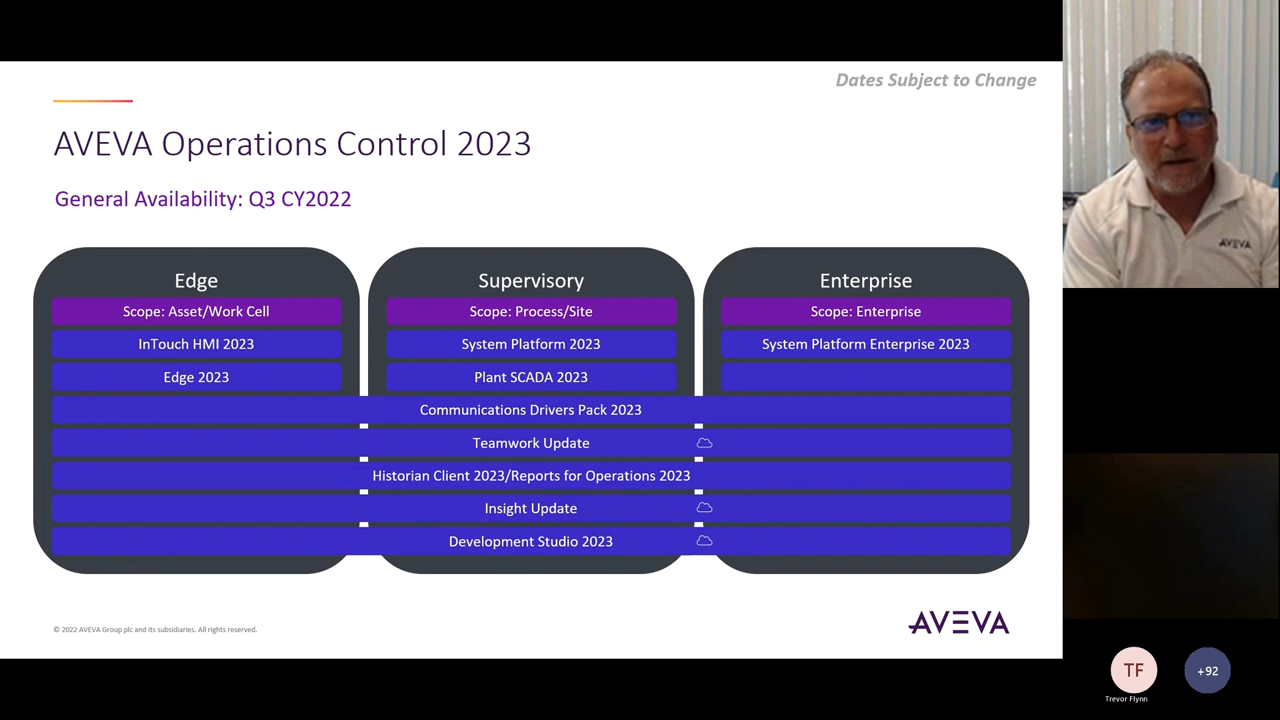 Dates Subject to Change
AVEVA Operations Control 2023
General Availability: Q3 CY2022
Edge
Scope: Asset/Work Cell
InTouch HMI 2023
Edge 2023
Supervisory
Scope: Process/Site
System Platform 2023
Plant SCADA 2023
Enterprise
Scope: Enterprise
System Platform Enterprise 2023
Communications Drivers Pack 2023
Teamwork Update
Historian Client 2023/Reports for Operations 2023
Insight Update
Development Studio 2023
© 2022 AVEVA Group plc and its subsidiaries. All rights reserved.
AVEVA
AVEVA
TF
Trevor Flynn
+92